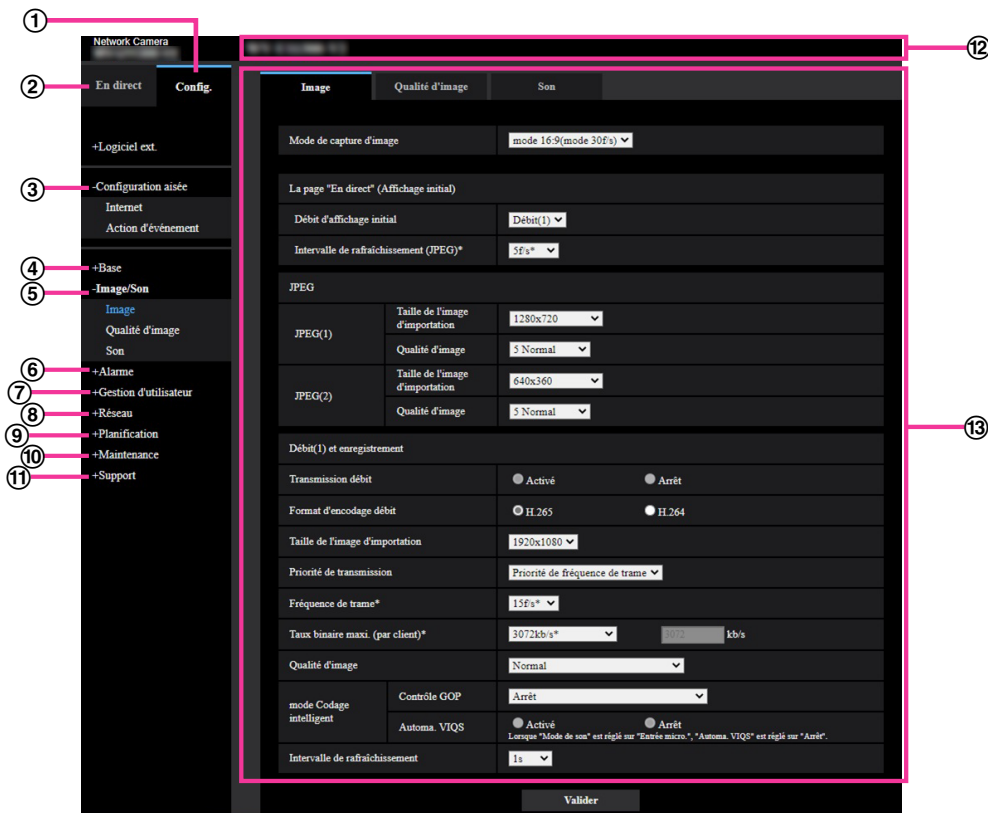 ①
Network Camera
⑫
②
En direct
Config.
Image
Qualité d'image
Son
+Logiciel ext.
Mode de capture d'image
mode 16:9(mode 30f/s)
③
-Configuration aisée
Internet
Action d'événement
La page "En direct" (Affichage initial)
Débit d'affichage initial
Débit(1)
Intervalle de rafraîchissement (JPEG)*
5f/s*
④
+Base
⑤
-Image/Son
Image
Qualité d'image
Son
⑥
+Alarme
⑦
+Gestion d'utilisateur
⑧
+Réseau
⑨
+Planification
⑩
+Maintenance
⑪
+Support
JPEG
JPEG(1)
Taille de l'image
d'importation
1280x720
Qualité d'image
5 Normal
JPEG(2)
Taille de l'image
d'importation
640x360
Qualité d'image
5 Normal
⑬
Débit(1) et enregistrement
Transmission débit
Activé
Arrêt
Format d'encodage débit
H.265
H.264
Taille de l'image d'importation
1920x1080
Priorité de transmission
Priorité de fréquence de trame
Fréquence de trame*
15f/s*
Taux binaire maxi. (par client)*
3072kb/s*
3072
kb/s
Qualité d'image
Normal
mode Codage
intelligent
Contrôle GOP
Arrêt
Automa. VIQS
Activé
Arrêt
Lorsque "Mode de son" est réglé sur "Entrée micro.", "Automa. VIQS" est réglé sur "Arrêt".
Intervalle de rafraîchissement
1s
Valider